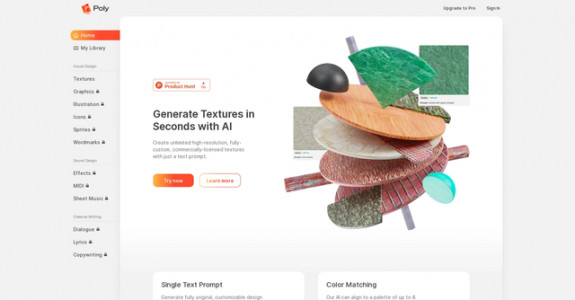 Poly
Upgrade to Pro
Sign In
Home
My Library
Visual Design
Textures
Graphics
Illustration
Icons
Sprites
Wordmarks
Sound Design
Effects
MIDI
Sheet Music
Creative Writing
Dialogue
Lyrics
Copywriting
Product Hunt
Generate Textures in
Seconds with AI
Create unlimited high-resolution, fully-
custom, commercially-licensed textures
with just a text prompt.
Try now
Learn more
Single Text Prompt
Generate fully original, customizable design
Color Matching
Our AI can align to a palette of up to 8